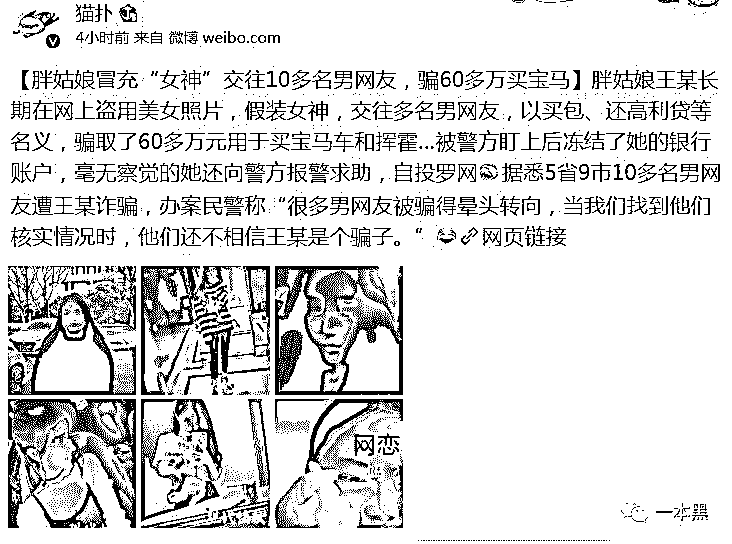 猫扑
4小时前 来自 微博 weibo.com
【胖姑娘冒充“女神”交往10多名男网友，骗60多万买宝马】胖姑娘王某长
期在网上盗用美女照片，假装女神，交往多名男网友，以买包、还高利贷等
名义，骗取了60多万元用于买宝马车和挥霍...被警方盯上后冻结了她的银行
账户，毫无察觉的她还向警方报警求助，自投罗网据悉5省9市10多名男网
友遭王某诈骗，办案民警称“很多男网友被骗得晕头转向，当我们找到他们
核实情况时，他们还不相信王某是个骗子。” 网页链接
网恋
一本黑